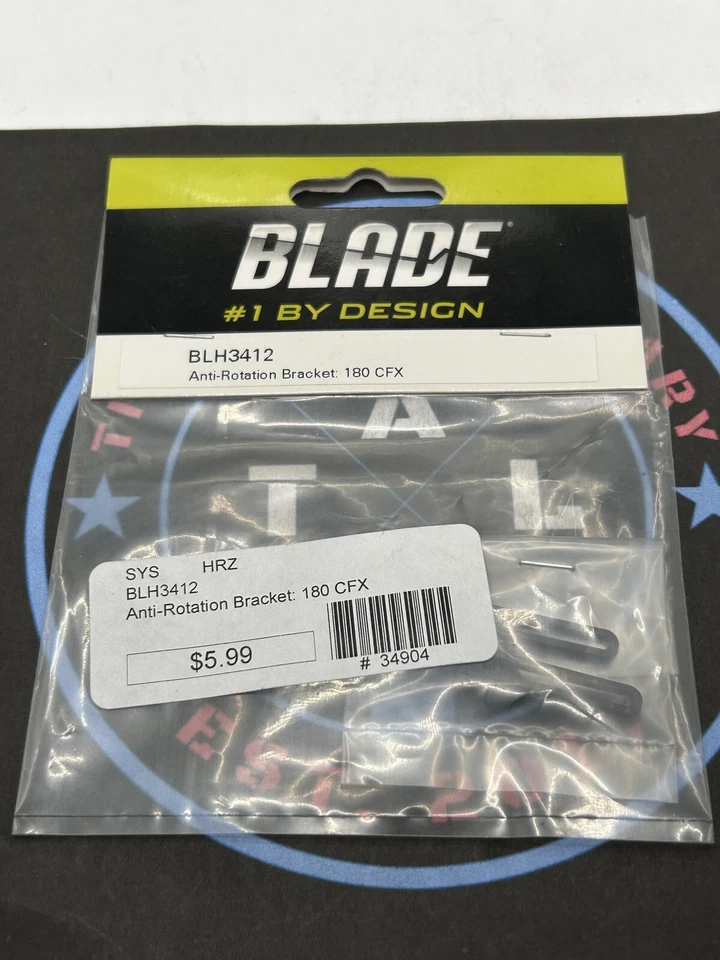 BLADE
#1 BY DESIGN
BLH3412
Anti-Rotation Bracket: 180 CFX
A
T L
SYS HRZ
BLH3412
Anti-Rotation Bracket: 180 CFX
$5.99
# 34904
EST.